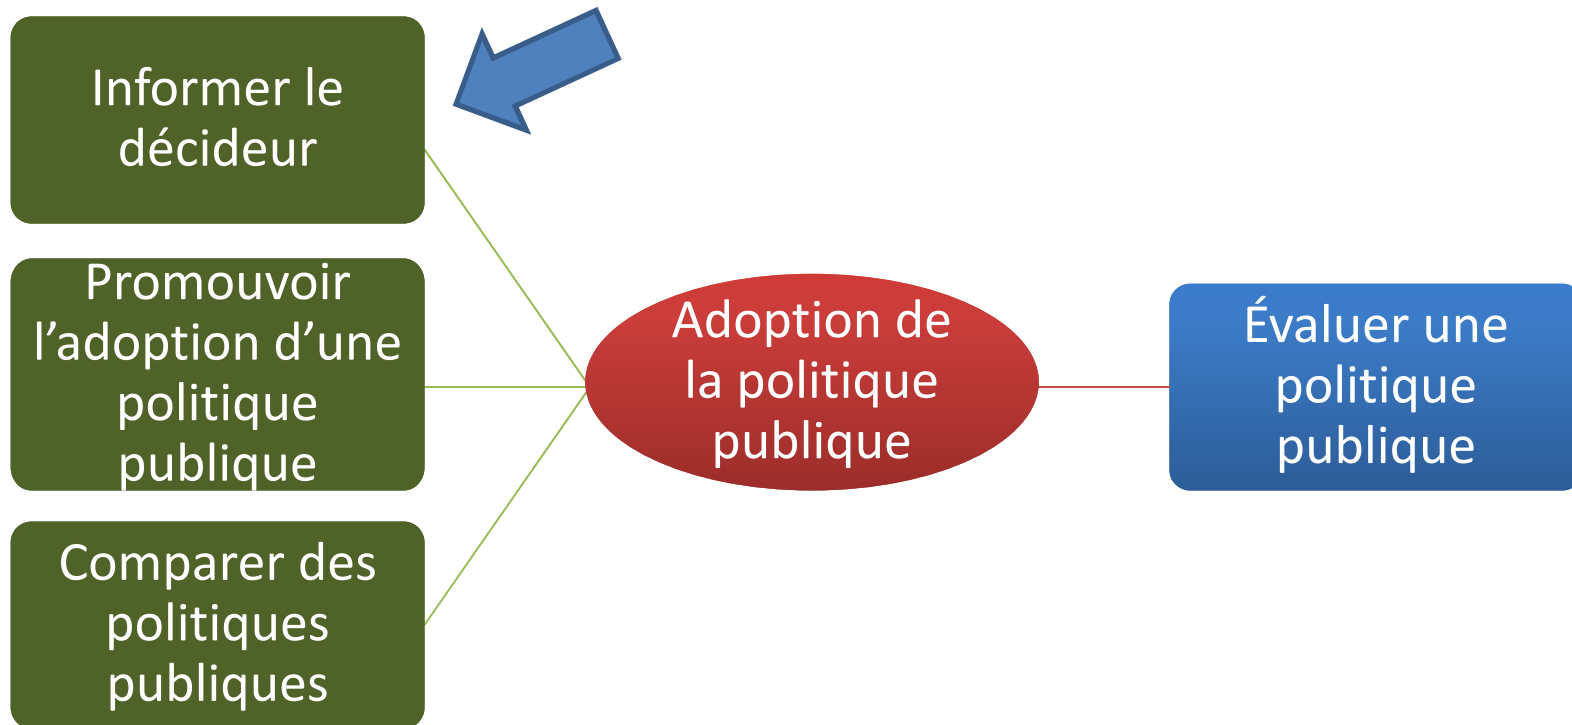 Informer le
décideur
Promouvoir
l’adoption d’une
politique
publique
Comparer des
politiques
publiques
Adoption de
la politique
publique
Évaluer une
politique
publique